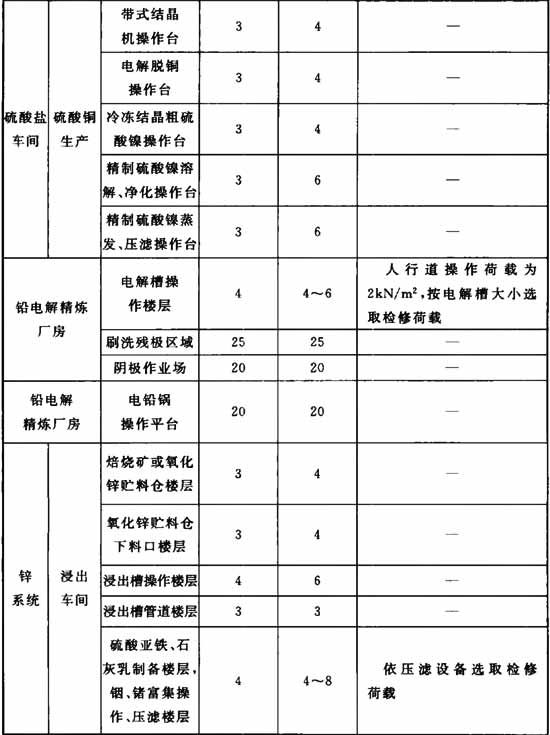 带式结晶
机操作台
3
4
—
电解脱铜
操作台
3
4
—
硫酸盐
车间
硫酸铜
生产
冷冻结晶粗硫
酸镍操作台
3
4
—
精制硫酸镍溶
解、净化操作台
3
6
—
精制硫酸镍蒸
发、压滤操作台
3
6
—
铅电解精炼
厂房
电解槽操
作楼层
4
4～6
人行道操作荷载为
2kN/m²,按电解槽大小选
取检修荷载
刷洗残极区域
25
25
—
阴极作业场
20
20
—
铅电解
精炼厂房
电铅锅
操作平台
20
20
—
锌
系统
浸出
车间
焙烧矿或氧化
锌贮料仓楼层
3
4
—
氧化锌贮料仓
下料口楼层
3
4
—
浸出槽操作楼层
4
6
—
浸出槽管道楼层
3
3
—
硫酸亚铁、石
灰乳制备楼层,
铟、锗富集操
作、压滤楼层
4
4～8
依压滤设备选取检修
荷载